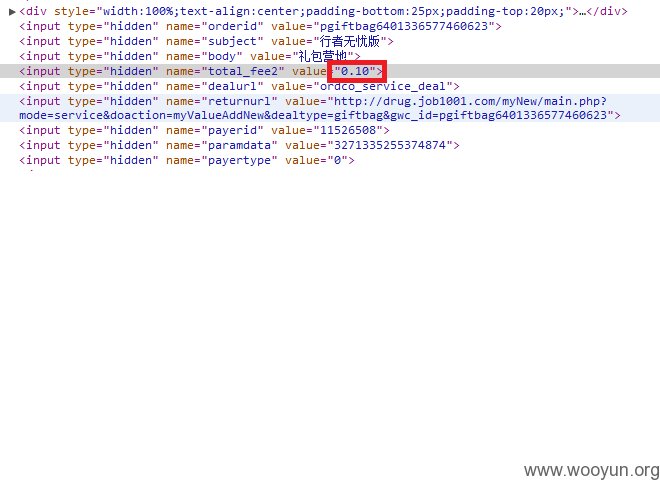 ▶<div style="width:100%;text-align:center;padding-bottom:25px;padding-top:20px;">…</div>
<input type="hidden" name="orderid" value="pgiftbag6401336577460623">
<input type="hidden" name="subject" value="行者无忧版">
<input type="hidden" name="body" value="礼包营地">
<input type="hidden" name="total_fee2" value="0.10">
<input type="hidden" name="dealurl" value="ordco_service_deal">
<input type="hidden" name="returnurl" value="http://drug.job1001.com/myNew/main.php?
mode=service&doaction=myValueAddNew&dealtype=giftbag&gwc_id=pgiftbag6401336577460623">
<input type="hidden" name="payerid" value="11526508">
<input type="hidden" name="paramdata" value="3271335255374874">
<input type="hidden" name="payertype" value="0">
www.wooyun.org